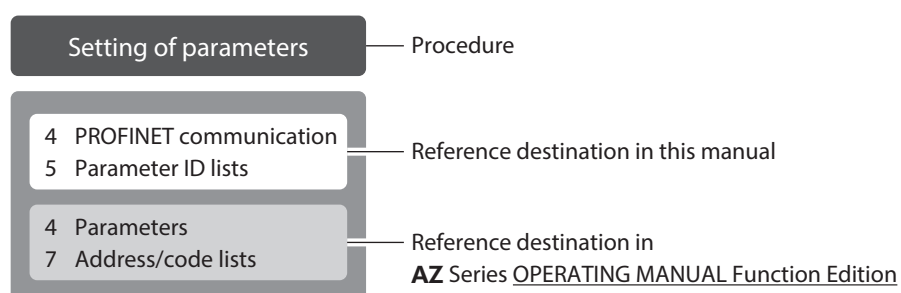 Setting of parameters
Procedure
4 PROFINET communication
5 Parameter ID lists
Reference destination in this manual
4 Parameters
7 Address/code lists
Reference destination in
AZ Series OPERATING MANUAL Function Edition